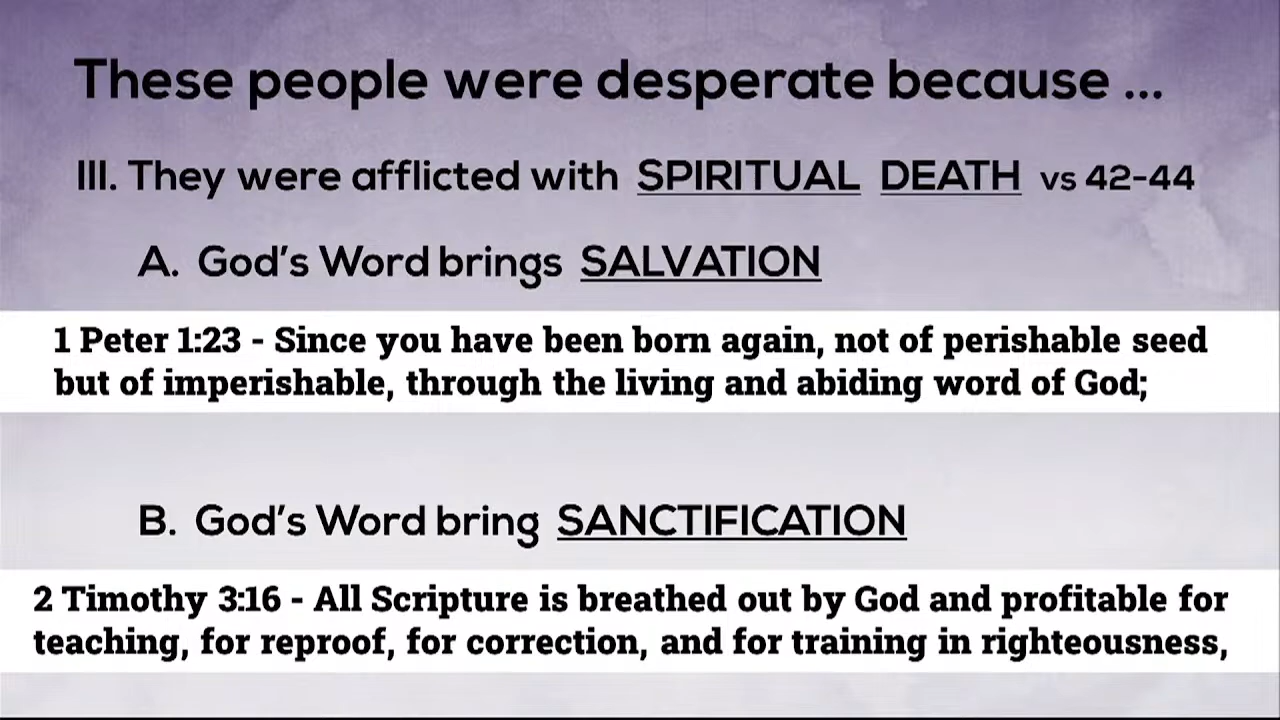 These people were desperate because ...
III. They were afflicted with SPIRITUAL DEATH vs 42-44
A. God's Word brings SALVATION
1 Peter 1:23 - Since you have been born again, not of perishable seed
but of imperishable, through the living and abiding word of God;
B. God's Word bring SANCTIFICATION
2 Timothy 3:16 - All Scripture is breathed out by God and profitable for
teaching, for reproof, for correction, and for training in righteousness,